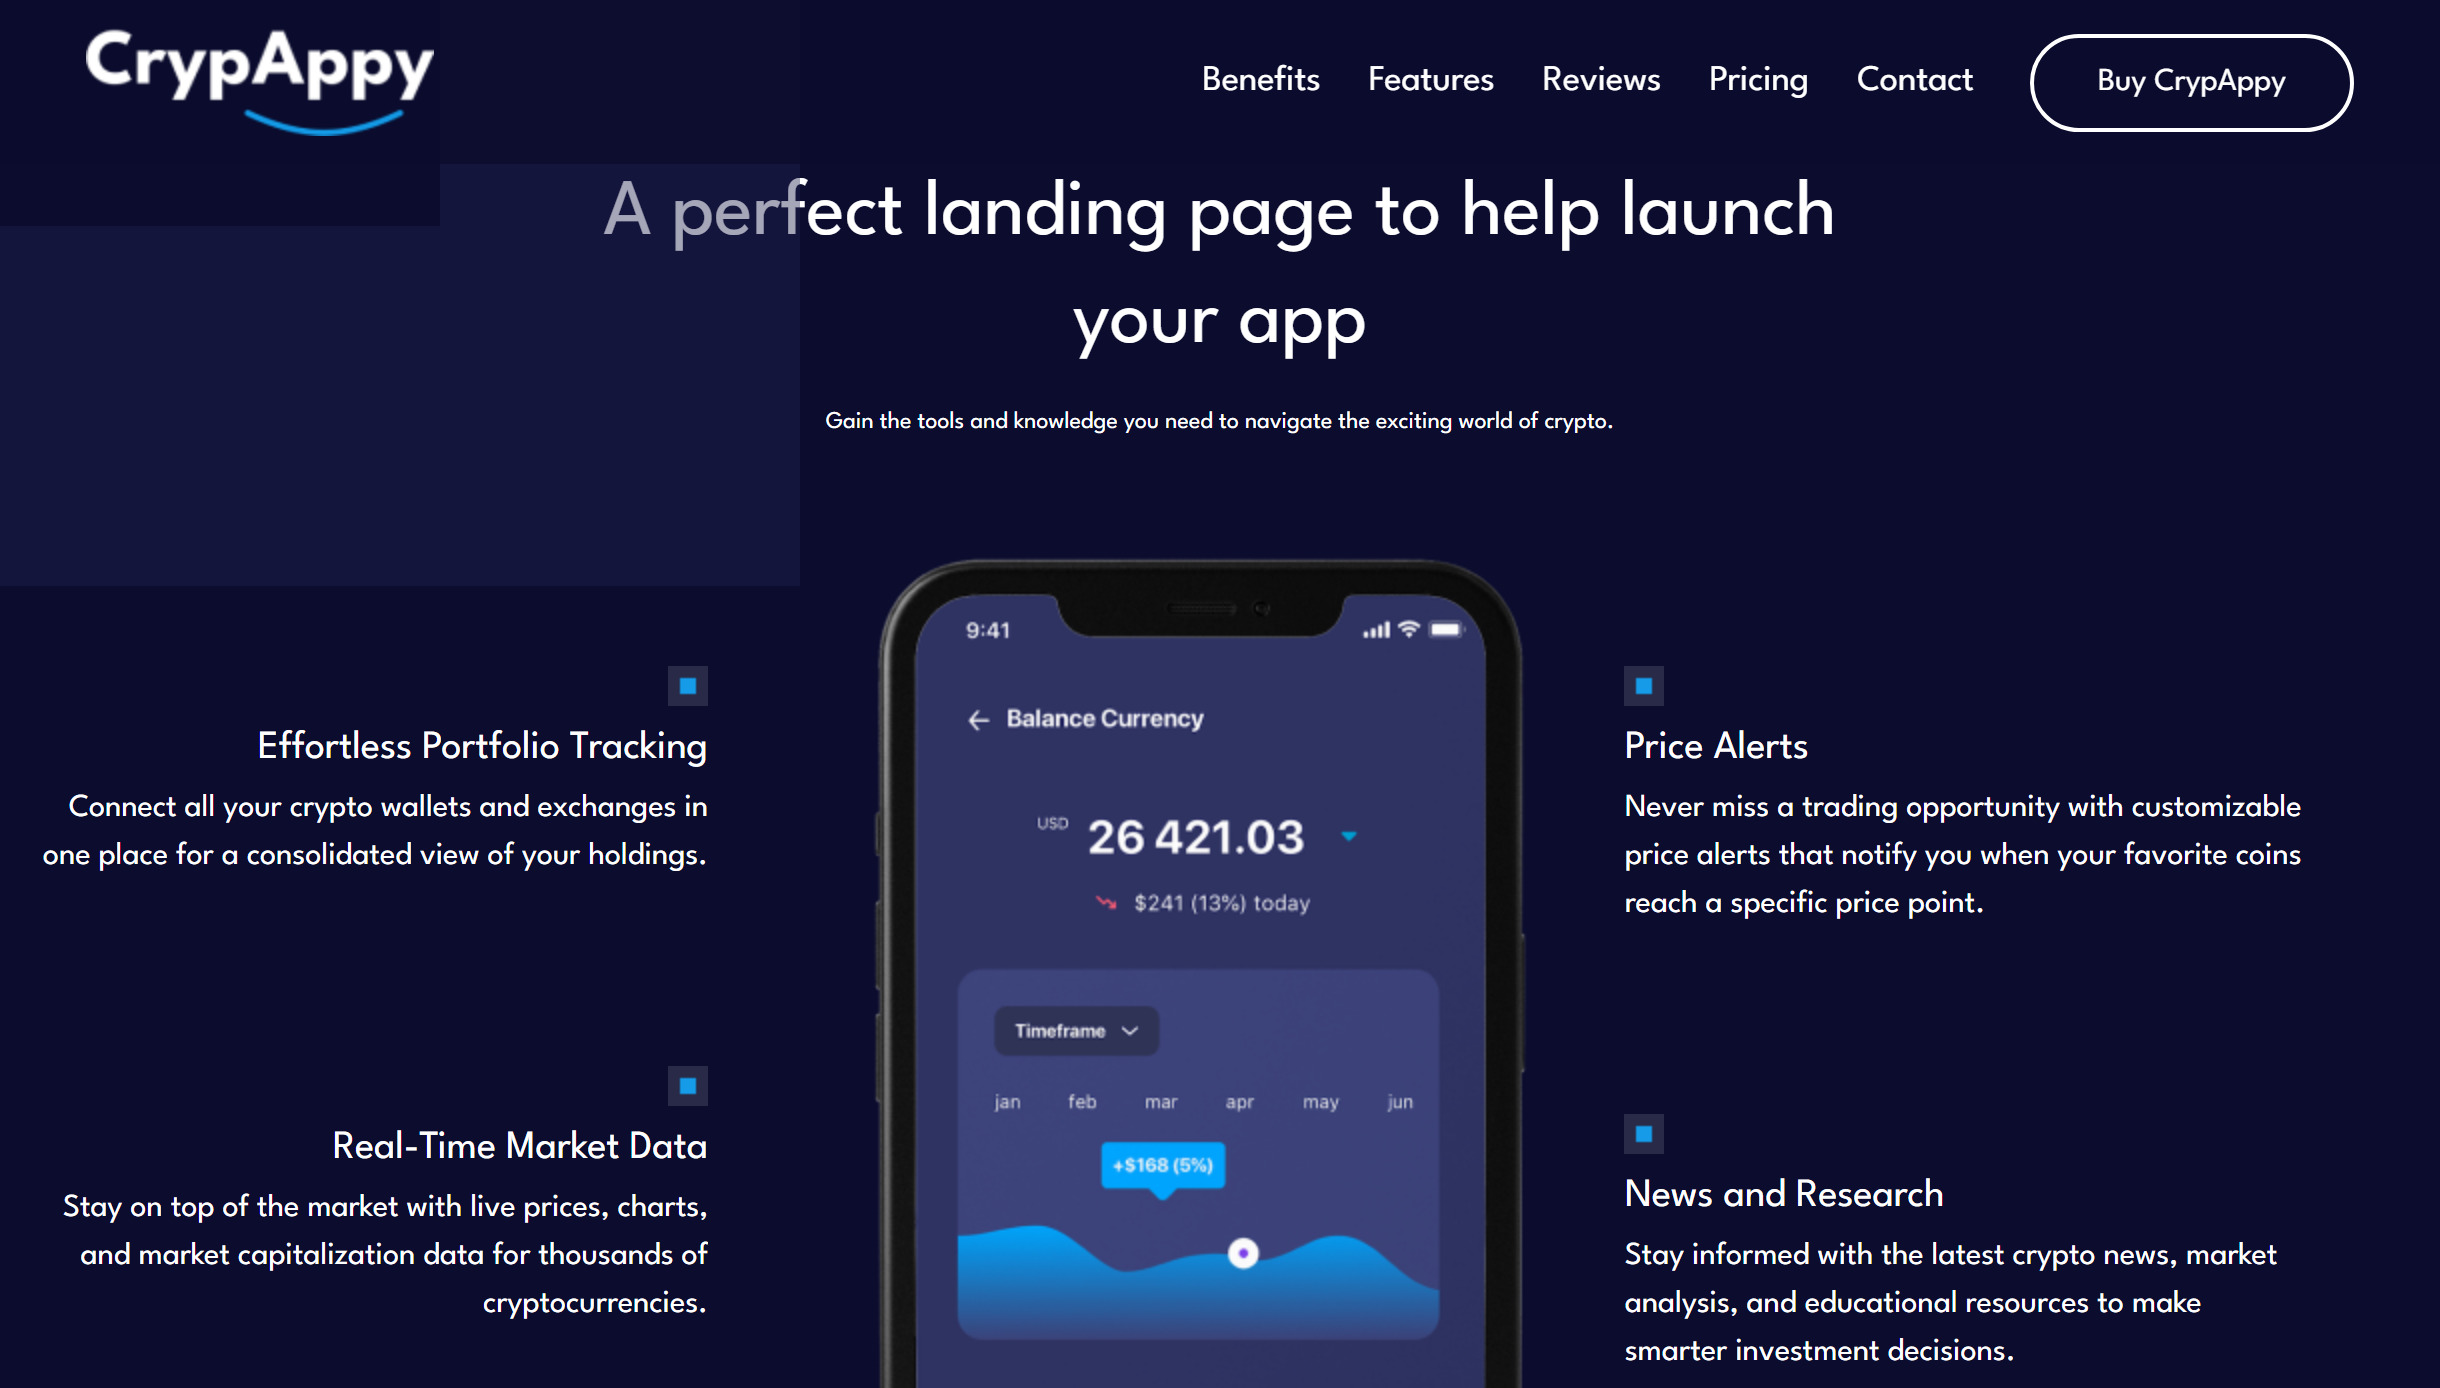 CrypAppy
Benefits
Features
Reviews
Pricing
Contact
Buy CrypAppy
A perfect landing page to help launch
your app
Gain the tools and knowledge you need to navigate the exciting world of crypto.
Effortless Portfolio Tracking
Connect all your crypto wallets and exchanges in
one place for a consolidated view of your holdings.
Real-Time Market Data
Stay on top of the market with live prices, charts,
and market capitalization data for thousands of
cryptocurrencies.
9:41
Balance Currency
USD 26 421.03
$241 (13%) today
Timeframe
jan feb mar apr may jun
+$168 (5%)
Price Alerts
Never miss a trading opportunity with customizable
price alerts that notify you when your favorite coins
reach a specific price point.
News and Research
Stay informed with the latest crypto news, market
analysis, and educational resources to make
smarter investment decisions.